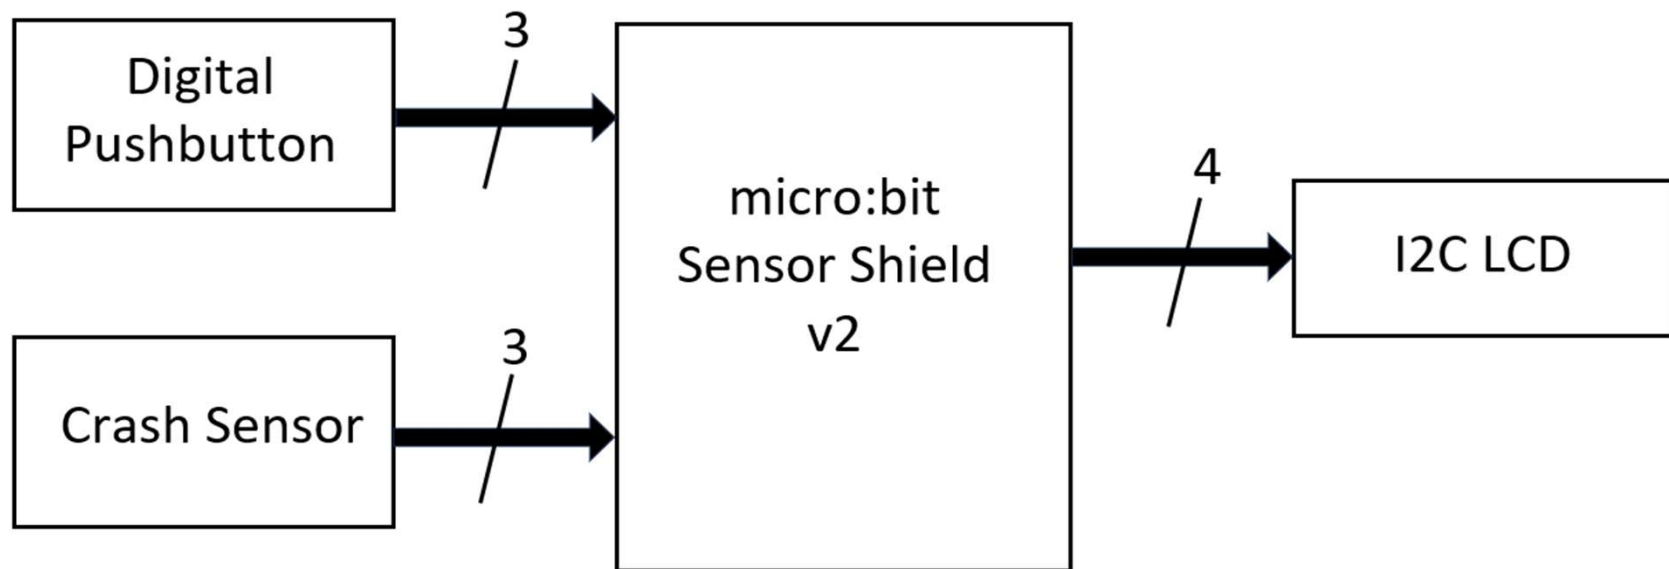 Digital
Pushbutton
3
micro:bit
Sensor Shield
v2
4
I2C LCD
Crash Sensor
3